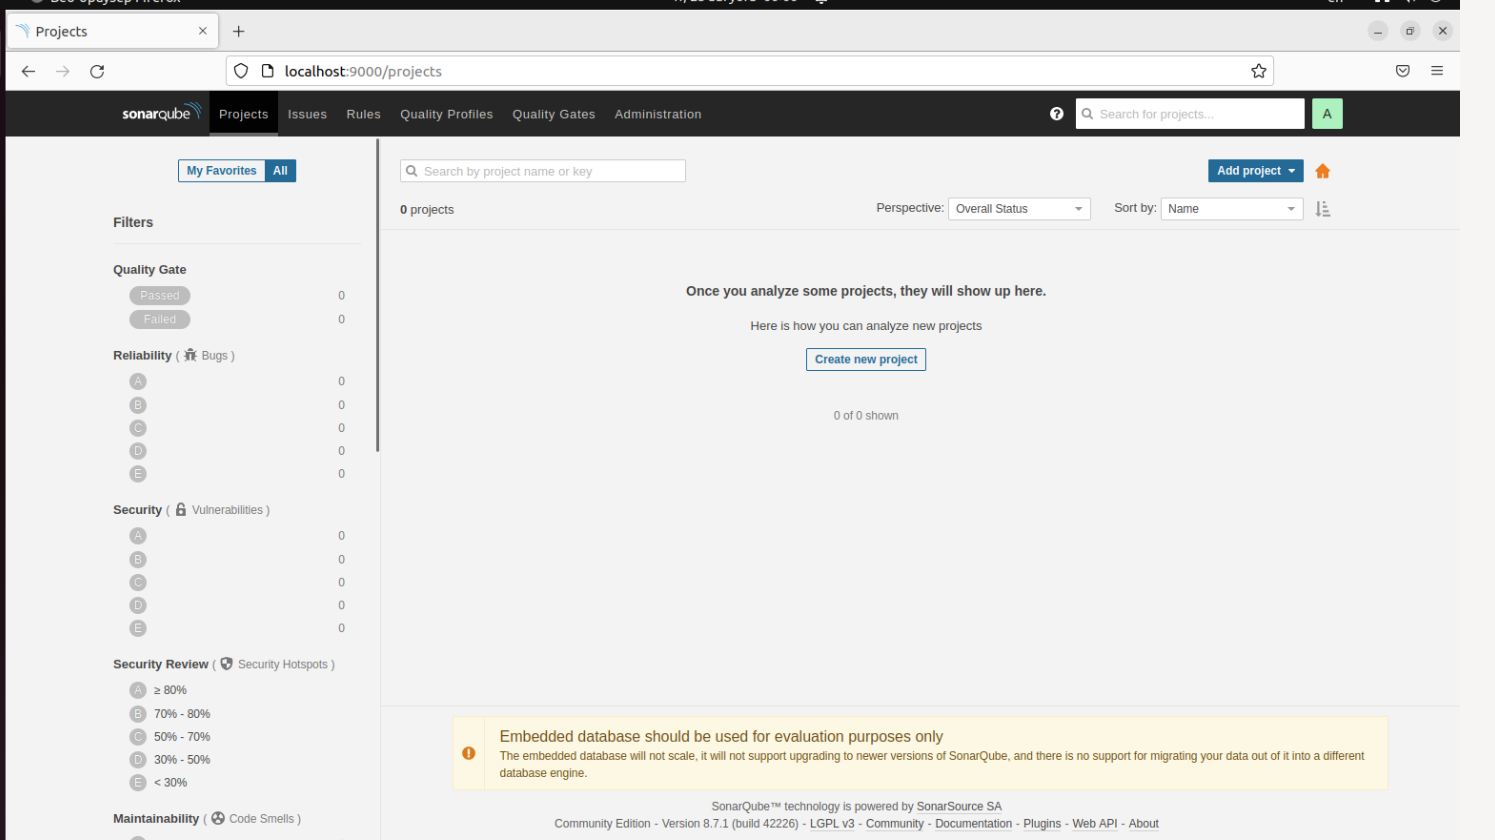 Projects
localhost:9000/projects
sonarqube Projects Issues Rules Quality Profiles Quality Gates Administration Search for projects... A
My Favorites All
Search by project name or key
Add project
0 projects
Perspective: Overall Status Sort by: Name
Filters
Quality Gate
Passed 0
Failed 0
Reliability ( Bugs )
A 0
B 0
C 0
D 0
E 0
Security ( Vulnerabilities )
A 0
B 0
C 0
D 0
E 0
Security Review ( Security Hotspots )
A ≥ 80%
B 70% - 80%
C 50% - 70%
D 30% - 50%
E < 30%
Maintainability ( Code Smells )
Once you analyze some projects, they will show up here.
Here is how you can analyze new projects
Create new project
0 of 0 shown
Embedded database should be used for evaluation purposes only
The embedded database will not scale, it will not support upgrading to newer versions of SonarQube, and there is no support for migrating your data out of it into a different
database engine.
SonarQube™ technology is powered by SonarSource SA
Community Edition - Version 8.7.1 (build 42226) - LGPL v3 - Community - Documentation - Plugins - Web API - About